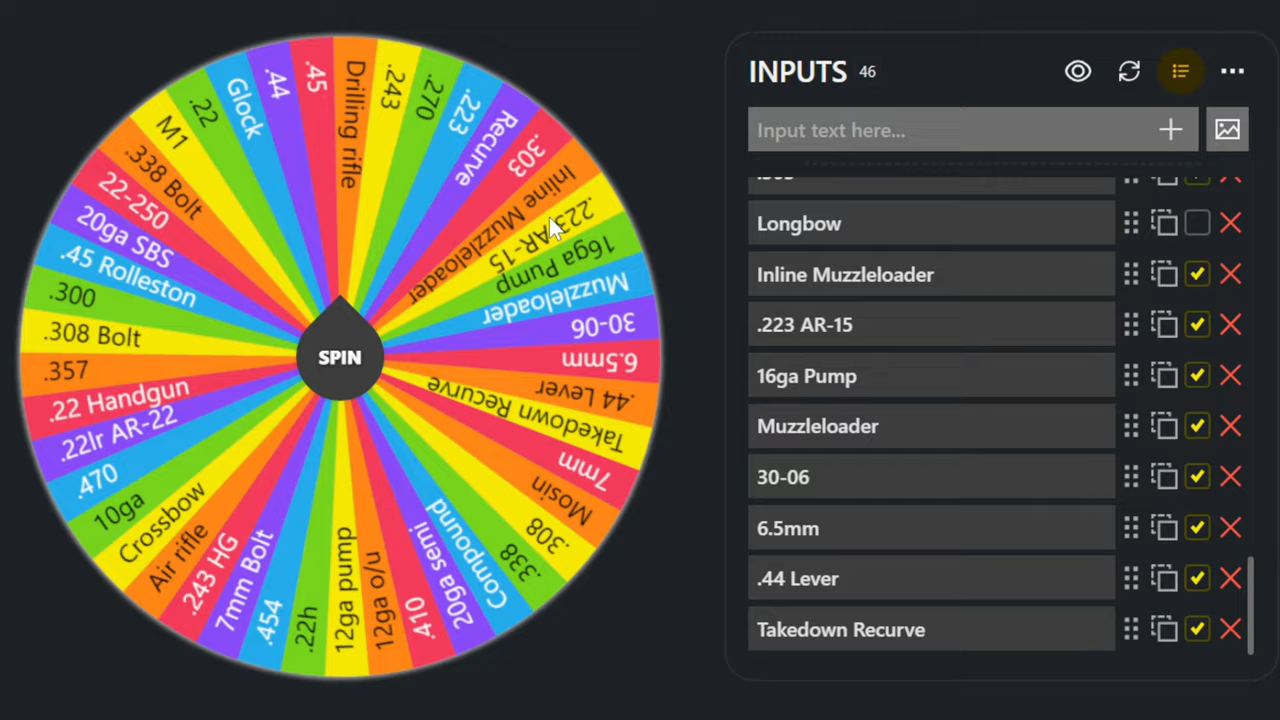 Drilling rifle
.243
.270
.223
Recurve
.303
Inline Muzzleloader
.223 AR-15
16ga Pump
Muzzleloader
30-06
6.5mm
.44 Lever
Takedown Recurve
7mm
Mosin
.308
.338
Compound
20ga semi
.410
12ga o/u
12ga pump
.22h
.454
7mm Bolt
.243 HG
Air rifle
Crossbow
10ga
.470
.22lr AR-22
.22 Handgun
.357
.308 Bolt
.300
.45 Rolleston
20ga SBS
22-250
.338 Bolt
M1
.22
Glock
.44
.45
SPIN
INPUTS 46
Input text here...
.303
Longbow
Inline Muzzleloader
.223 AR-15
16ga Pump
Muzzleloader
30-06
6.5mm
.44 Lever
Takedown Recurve